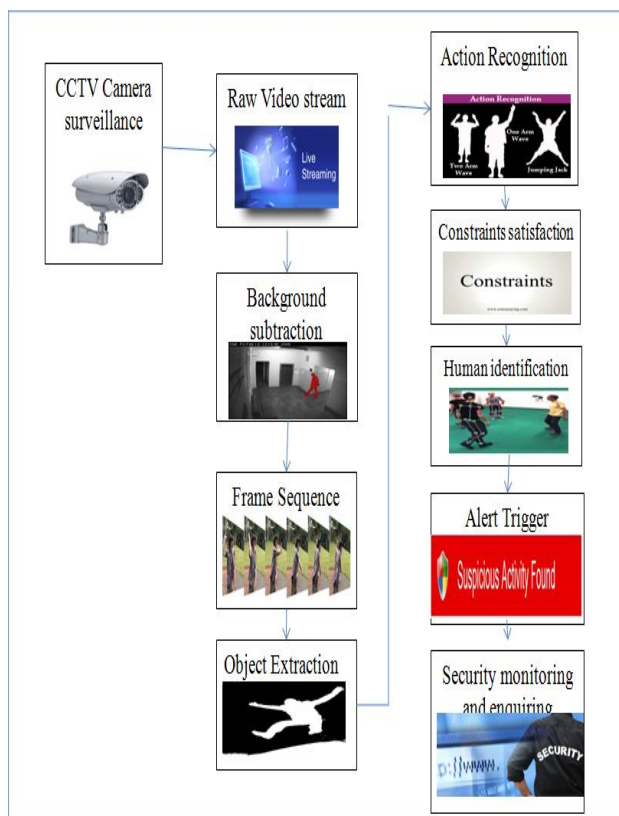 CCTV Camera
surveillance
Raw Video stream
Live
Streaming
Background
subtraction
Frame Sequence
Object Extraction
Action Recognition
Action Recognition
One Arm
Wave
Two Arm
Wave
Jumping Jack
Constraints satisfaction
Constraints
Human identification
Alert Trigger
Suspicious Activity Found
Security monitoring
and enquiring
SECURITY
p://www.